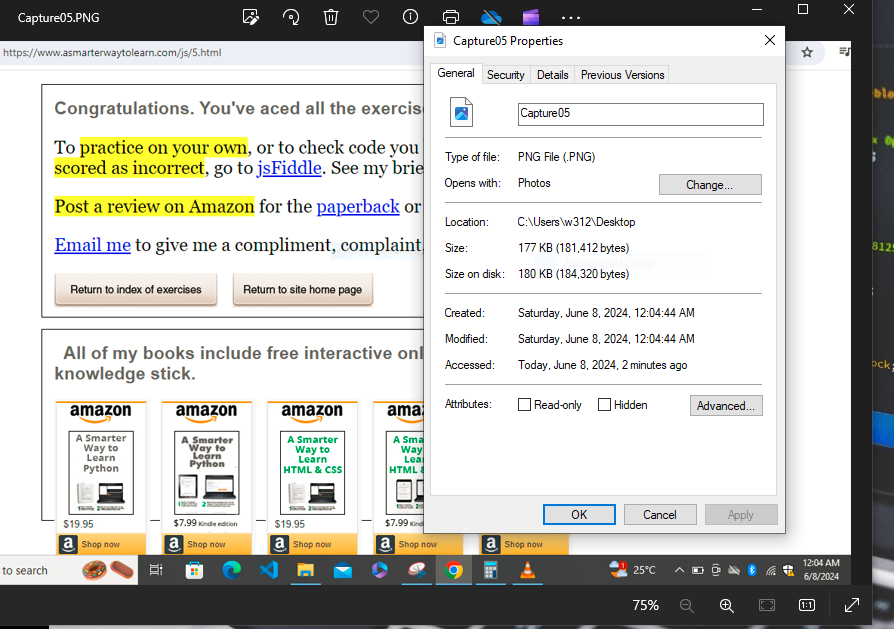 Capture05.PNG
https://www.asmarterwaytolearn.com/js/5.html
Congratulations. You've aced all the exercise
To practice on your own, or to check code you
scored as incorrect, go to jsFiddle. See my brie
Post a review on Amazon for the paperback or
Email me to give me a compliment, complaint,
Return to index of exercises
Return to site home page
All of my books include free interactive onl
knowledge stick.
amazon
A Smarter
Way to
Learn
Python
$19.95
Shop now
amazon
A Smarter
Way to
Learn
Python
$7.99 Kindle edition
Shop now
amazon
A Smarter
Way to
Learn
HTML & CSS
$19.95
Shop now
ama
A Sma
Way
Lea
HTML
$7.99 Kindl
Shop now
Shop now
Capture05 Properties
General
Security
Details
Previous Versions
Capture05
Type of file: PNG File (.PNG)
Opens with: Photos
Change...
Location: C:\Users\w312\Desktop
Size: 177 KB (181,412 bytes)
Size on disk: 180 KB (184,320 bytes)
Created: Saturday, June 8, 2024, 12:04:44 AM
Modified: Saturday, June 8, 2024, 12:04:44 AM
Accessed: Today, June 8, 2024, 2 minutes ago
Attributes: Read-only Hidden
Advanced...
OK
Cancel
Apply
to search
25°C
12:04 AM
6/8/2024
75%
1:1